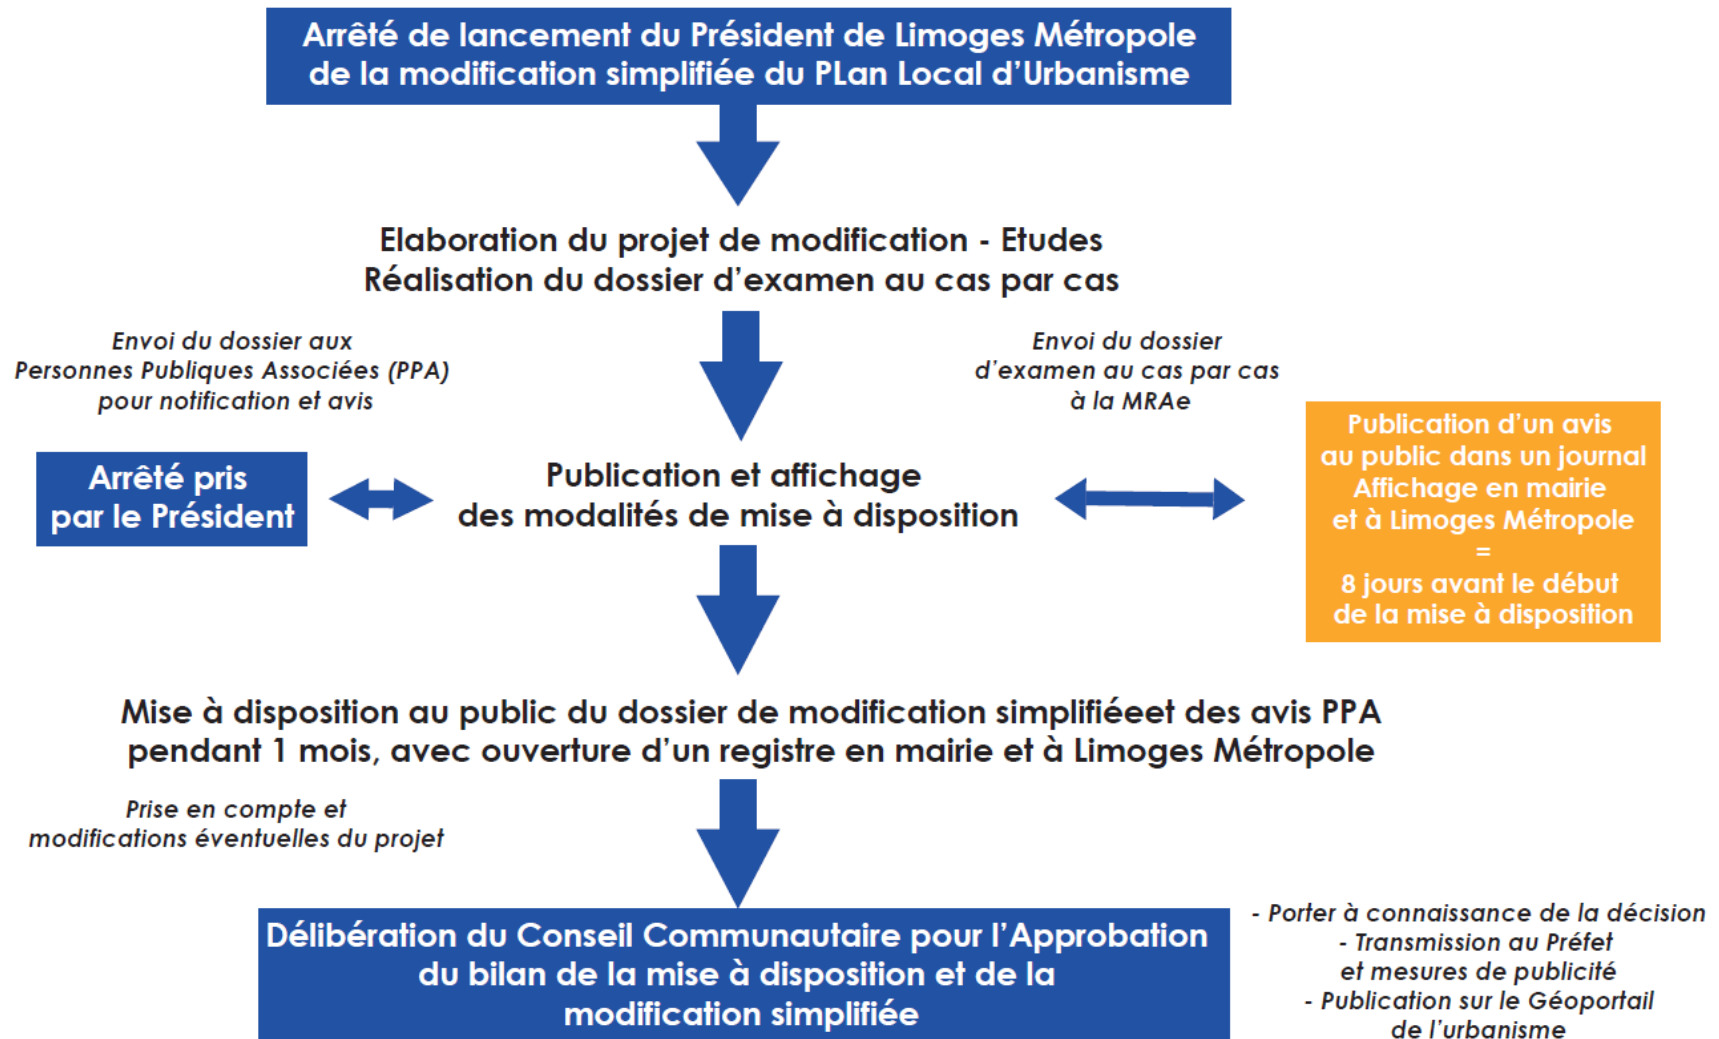 Arrêté de lancement du Président de Limoges Métropole
de la modification simplifiée du PLan Local d'Urbanisme
Elaboration du projet de modification - Etudes
Réalisation du dossier d'examen au cas par cas
Envoi du dossier aux
Personnes Publiques Associées (PPA)
pour notification et avis
Envoi du dossier
d'examen au cas par cas
à la MRAe
Arrêté pris
par le Président
Publication et affichage
des modalités de mise à disposition
Publication d'un avis
au public dans un journal
Affichage en mairie
et à Limoges Métropole
=
8 jours avant le début
de la mise à disposition
Mise à disposition au public du dossier de modification simplifiéeet des avis PPA
pendant 1 mois, avec ouverture d'un registre en mairie et à Limoges Métropole
Prise en compte et
modifications éventuelles du projet
Délibération du Conseil Communautaire pour l'Approbation
du bilan de la mise à disposition et de la
modification simplifiée
- Porter à connaissance de la décision
- Transmission au Préfet
et mesures de publicité
- Publication sur le Géoportail
de l'urbanisme